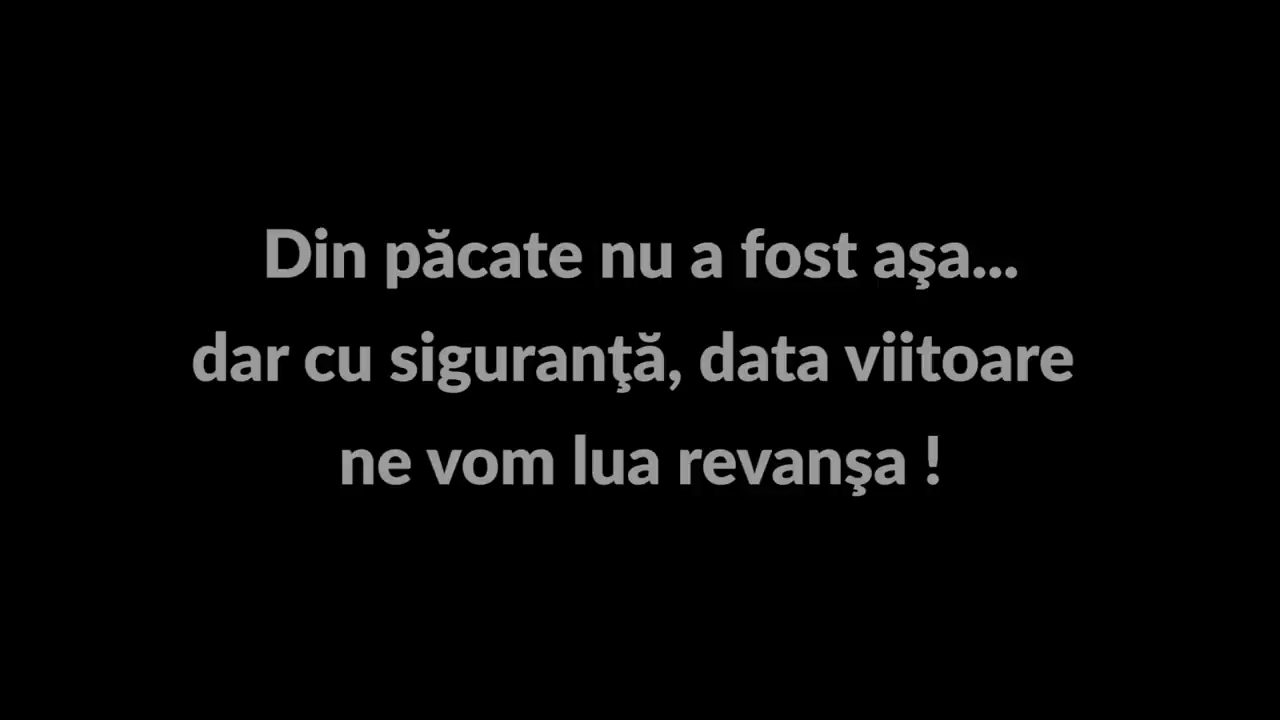 Din păcate nu a fost aşa...
dar cu siguranţă, data viitoare
ne vom lua revanşa !